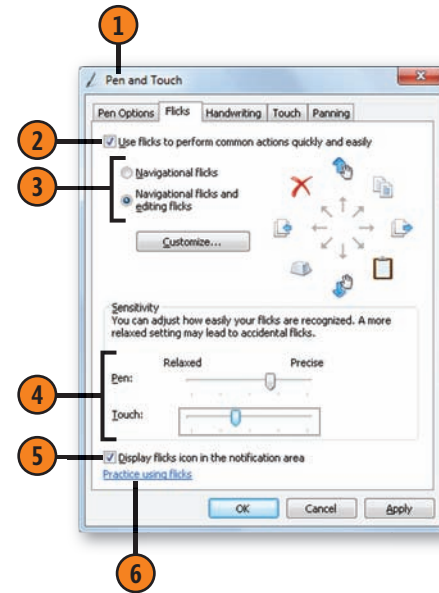 1
Pen and Touch
Pen Options Flicks Handwriting Touch Panning
2
Use flicks to perform common actions quickly and easily
3
Navigational flicks
Navigational flicks and
editing flicks
Customize...
Sensitivity
You can adjust how easily your flicks are recognized. A more
relaxed setting may lead to accidental flicks.
Relaxed Precise
4
Pen:
Touch:
5
Display flicks icon in the notification area
Practice using flicks
OK Cancel Apply
6